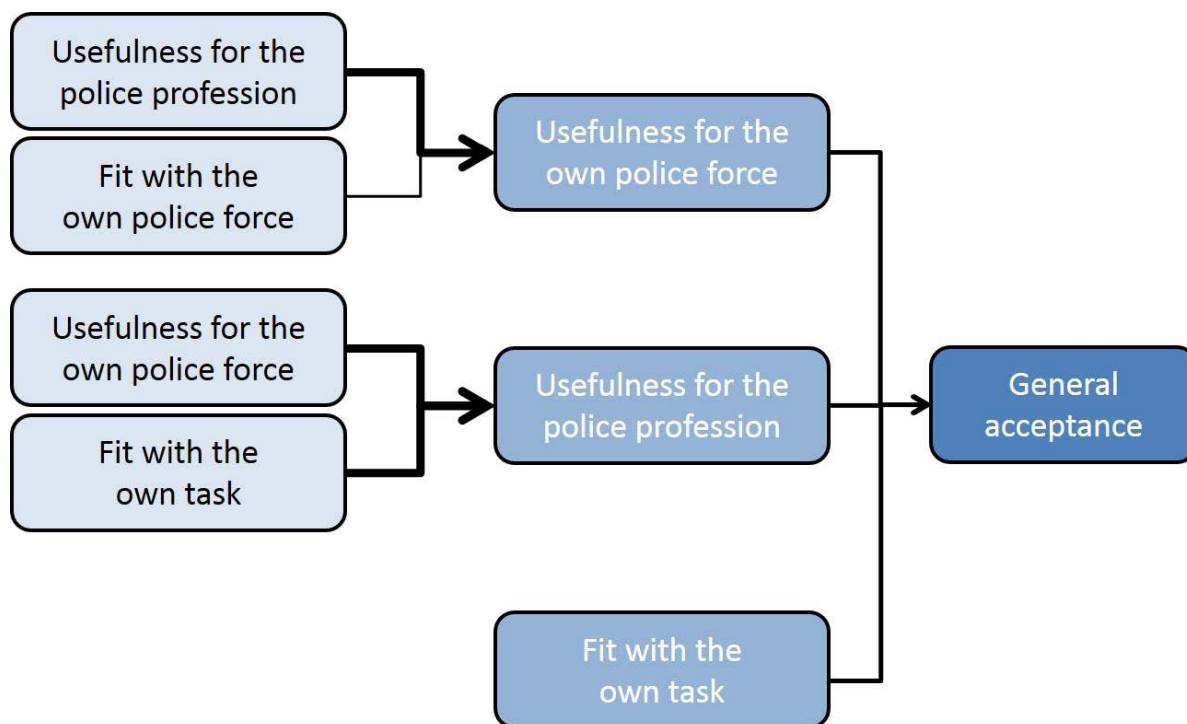 Usefulness for the
police profession
Fit with the
own police force
Usefulness for the
own police force
Fit with the
own task
Usefulness for the
own police force
Usefulness for the
police profession
Fit with the
own task
General
acceptance